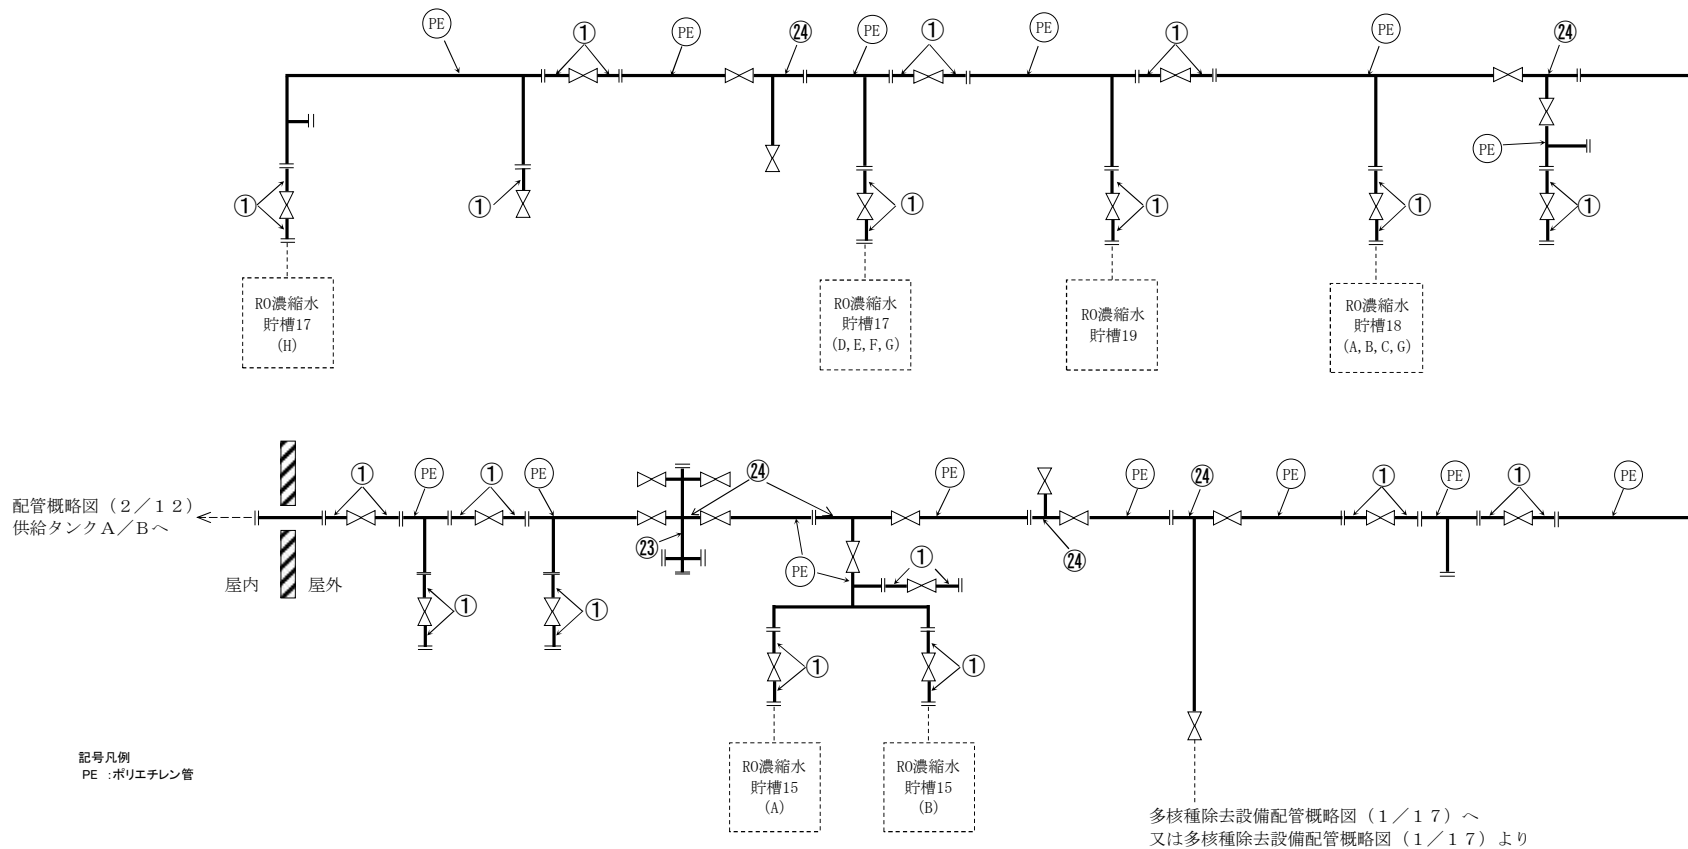 PE ① PE ㉔ PE ① PE ① PE ㉔
PE
① ① ① ① ① ①
RO濃縮水
貯槽17
(H)
RO濃縮水
貯槽17
(D,E,F,G)
RO濃縮水
貯槽19
RO濃縮水
貯槽18
(A,B,C,G)
① PE ① PE ㉔ PE PE ㉔ PE ① PE ① PE
配管概略図（2／12）
供給タンクA／Bへ
㉓ ㉔
PE ①
屋内 屋外
① ①
① ①
RO濃縮水
貯槽15
(A)
RO濃縮水
貯槽15
(B)
記号凡例
PE ：ポリエチレン管
多核種除去設備配管概略図（1／17）へ
又は多核種除去設備配管概略図（1／17）より